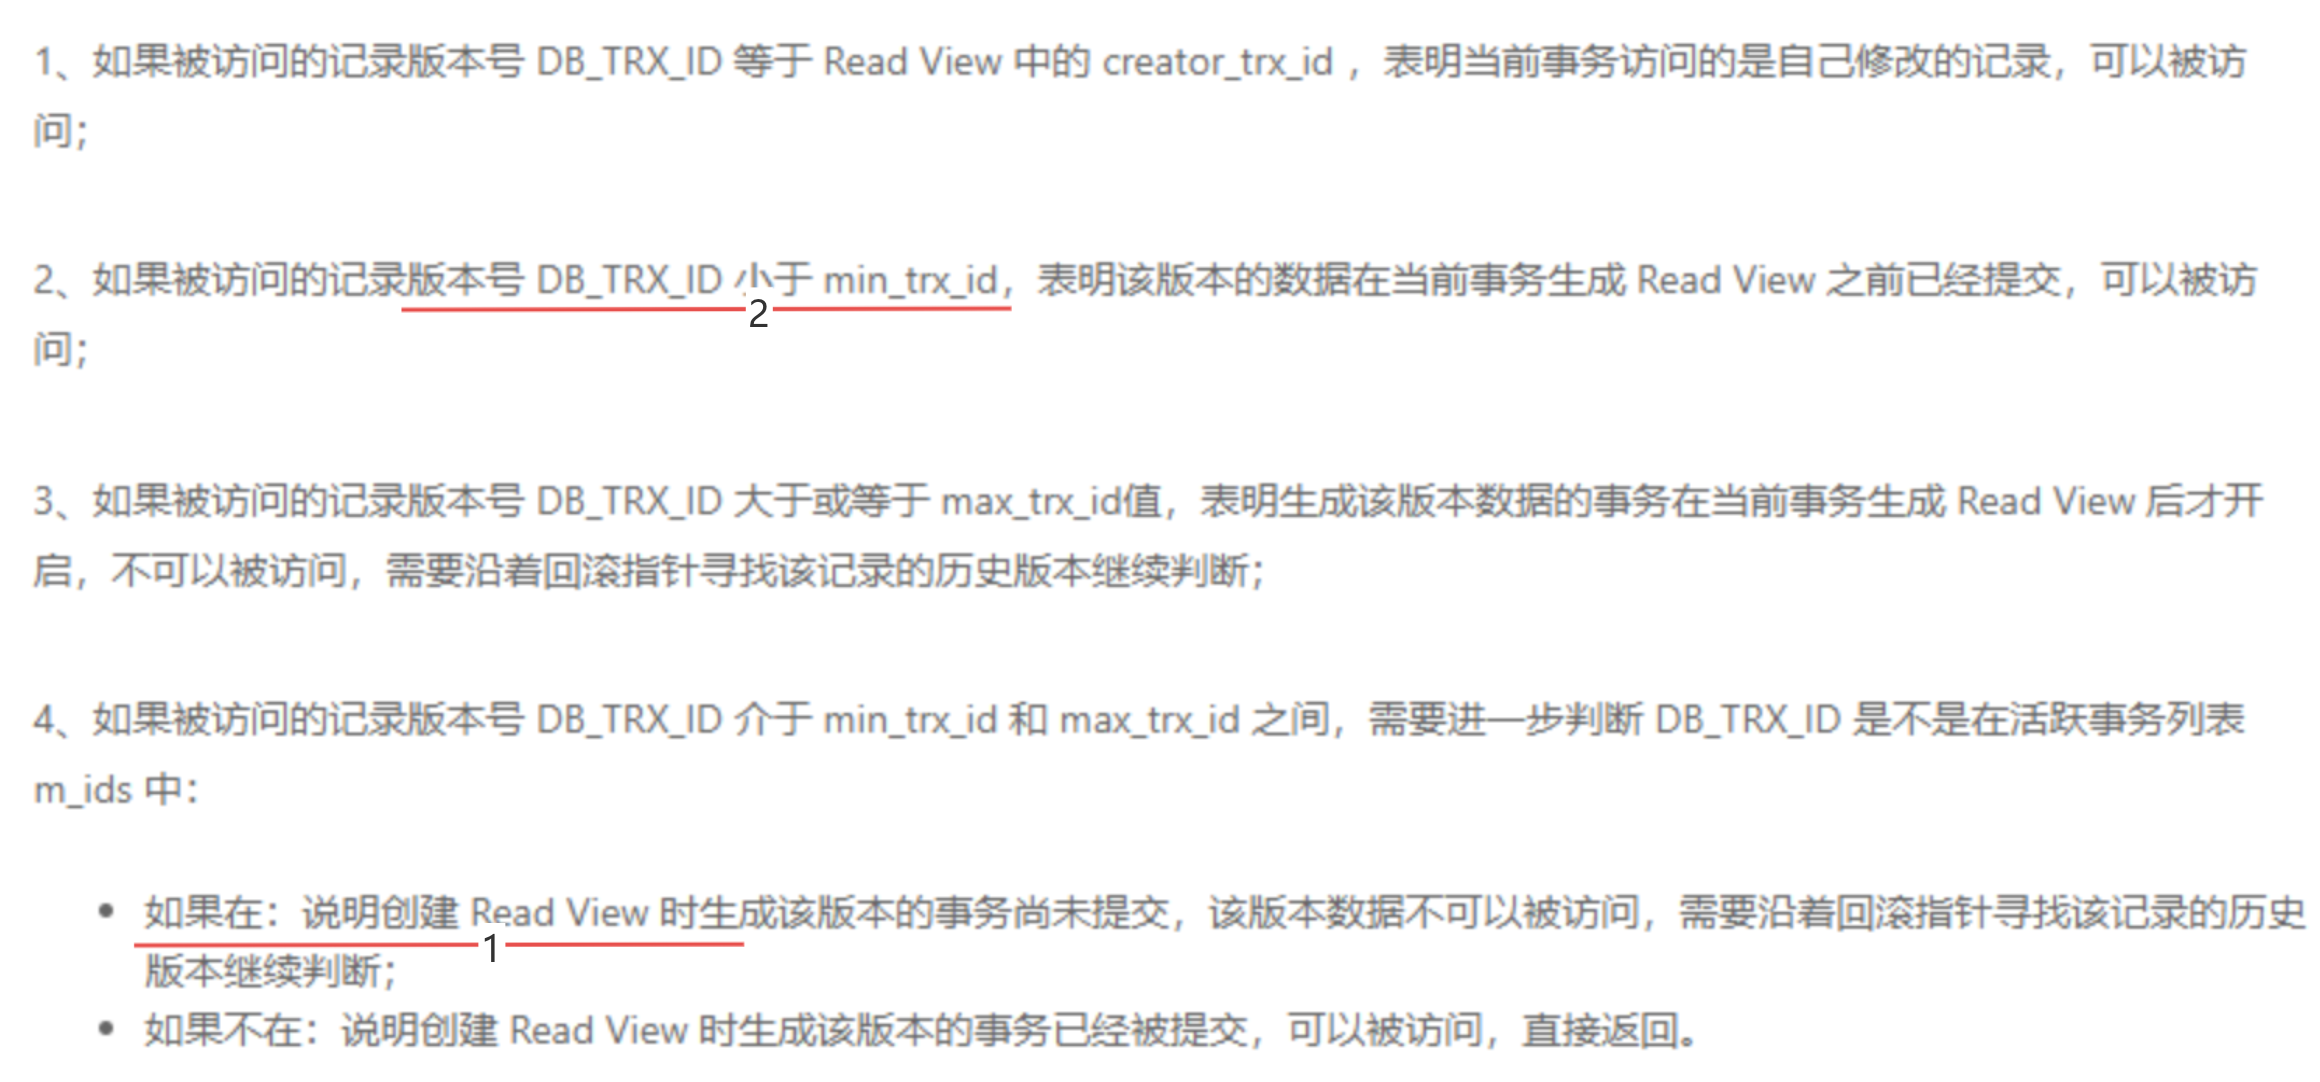 1、如果被访问的记录版本号 DB_TRX_ID 等于 Read View 中的 creator_trx_id ，表明当前事务访问的是自己修改的记录，可以被访
问；
2、如果被访问的记录版本号 DB_TRX_ID 小于 min_trx_id，表明该版本的数据在当前事务生成 Read View 之前已经提交，可以被访
2
问；
3、如果被访问的记录版本号 DB_TRX_ID 大于或等于 max_trx_id值，表明生成该版本数据的事务在当前事务生成 Read View 后才开
启，不可以被访问，需要沿着回滚指针寻找该记录的历史版本继续判断；
4、如果被访问的记录版本号 DB_TRX_ID 介于 min_trx_id 和 max_trx_id 之间，需要进一步判断 DB_TRX_ID 是不是在活跃事务列表
m_ids 中：
• 如果在：说明创建 Read View 时生成该版本的事务尚未提交，该版本数据不可以被访问，需要沿着回滚指针寻找该记录的历史
1
版本继续判断；
• 如果不在：说明创建 Read View 时生成该版本的事务已经被提交，可以被访问，直接返回。